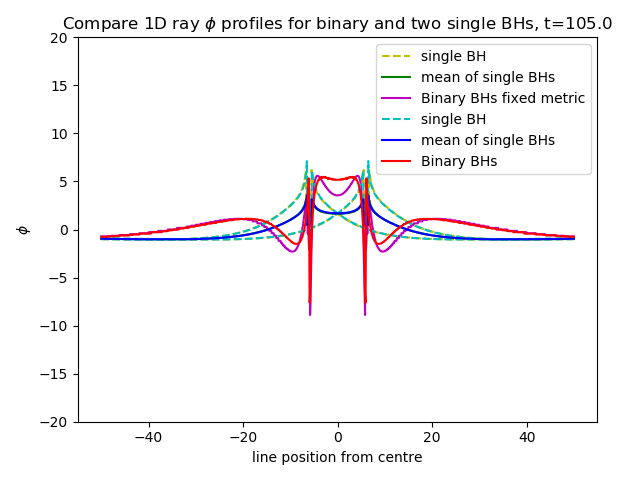 Compare 1D ray ϕ profiles for binary and two single BHs, t=105.0
single BH
mean of single BHs
Binary BHs fixed metric
single BH
mean of single BHs
Binary BHs
20
15
10
5
0
−5
−10
−15
−20
ϕ
−40 −20 0 20 40
line position from centre